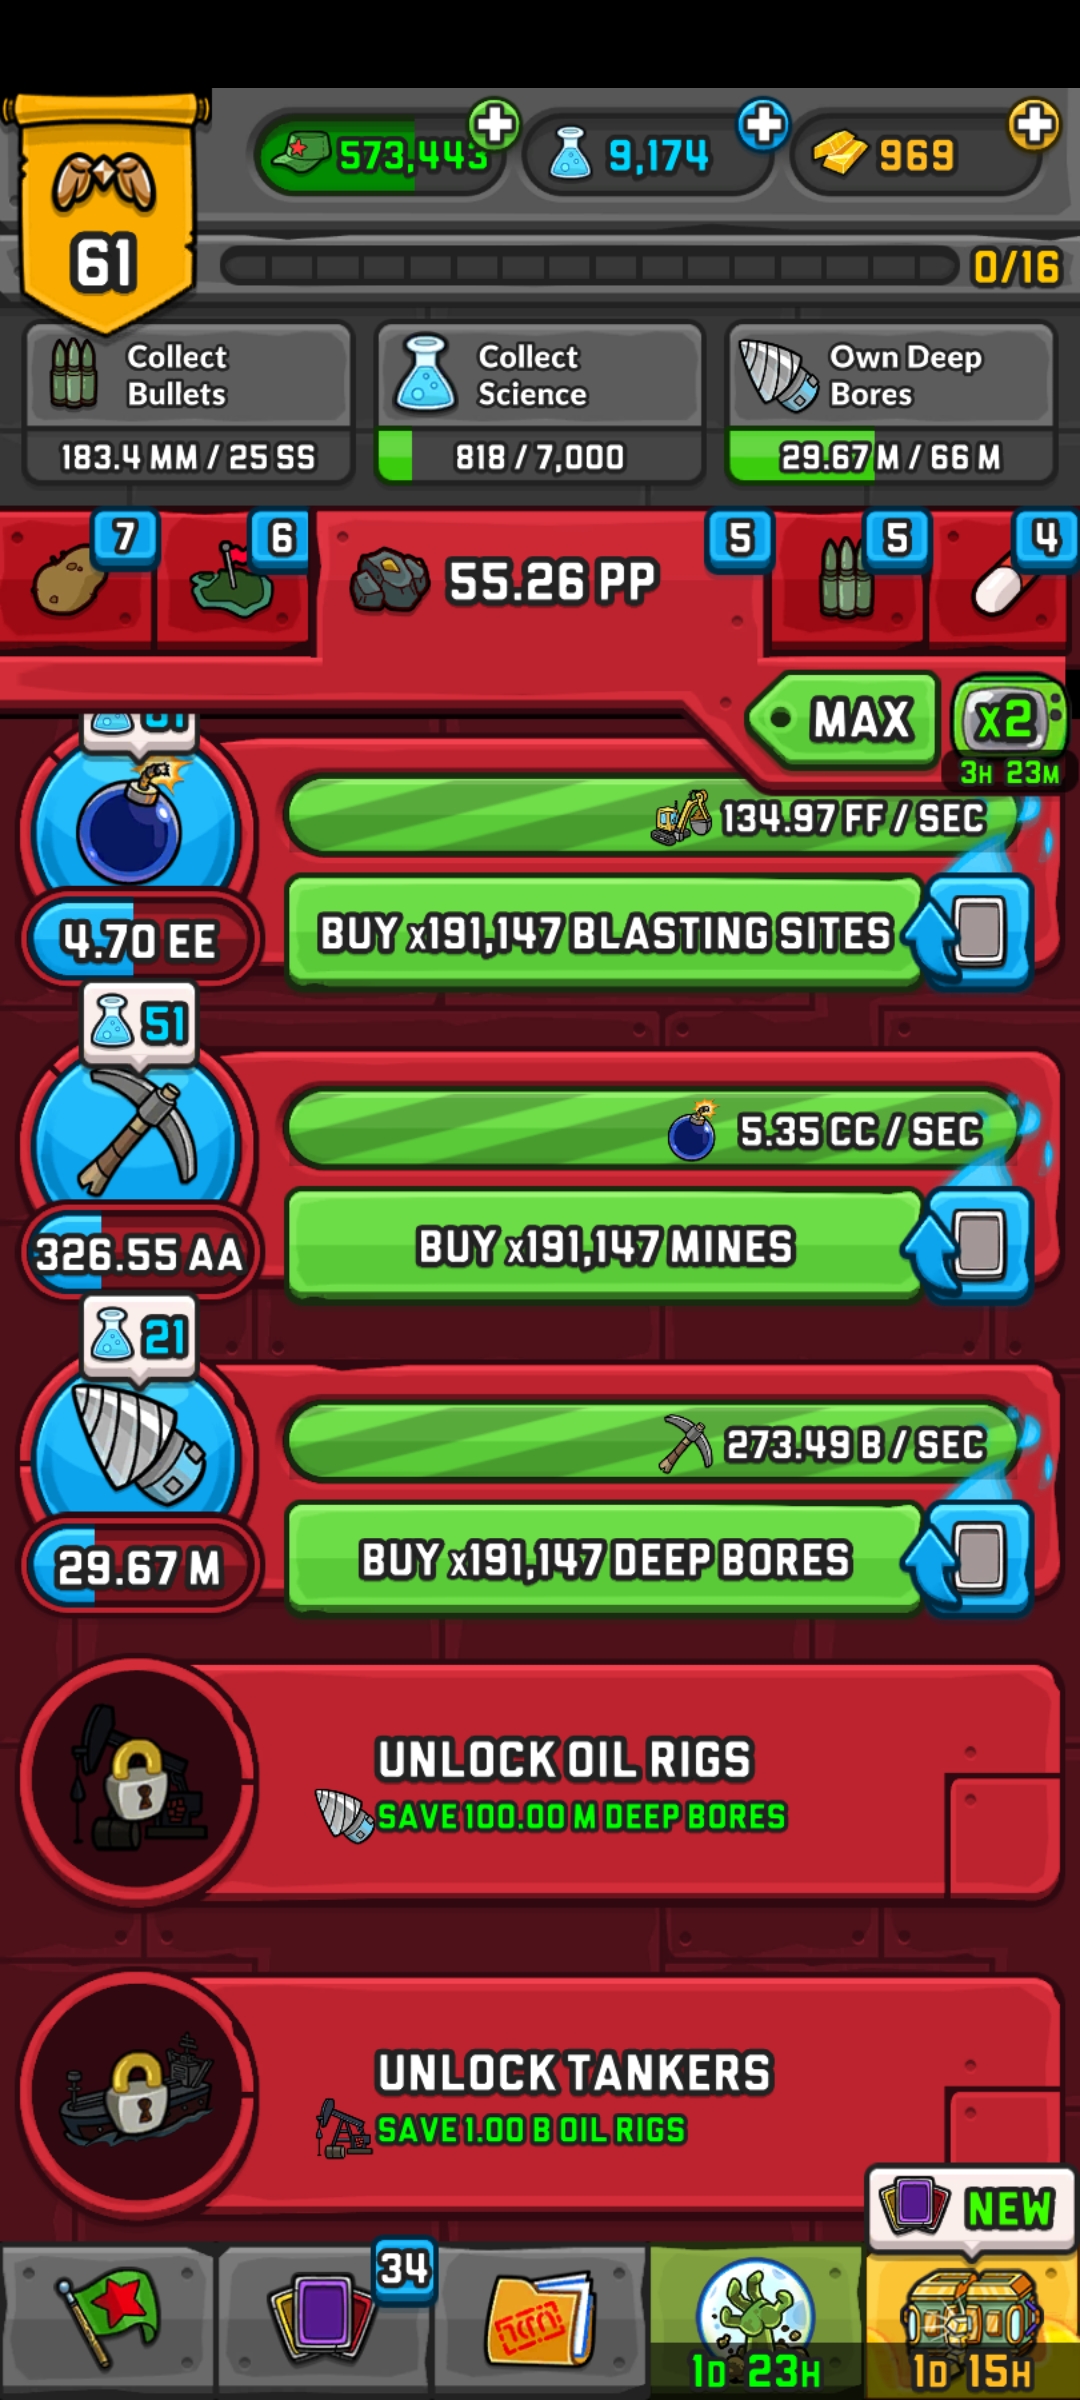 573,443
9,174
969
61
0/16
Collect
Bullets
183.4 MM / 25 SS
Collect
Science
818 / 7,000
Own Deep
Bores
29.67 M / 66 M
7
6
55.26 PP
5
5
4
MAX
x2
3H 23M
134.97 FF / SEC
4.70 EE
BUY x191,147 BLASTING SITES
51
5.35 CC / SEC
326.55 AA
BUY x191,147 MINES
21
273.49 B / SEC
29.67 M
BUY x191,147 DEEP BORES
UNLOCK OIL RIGS
SAVE 100.00 M DEEP BORES
UNLOCK TANKERS
SAVE 1.00 B OIL RIGS
NEW
34
1D 23H
1D 15H